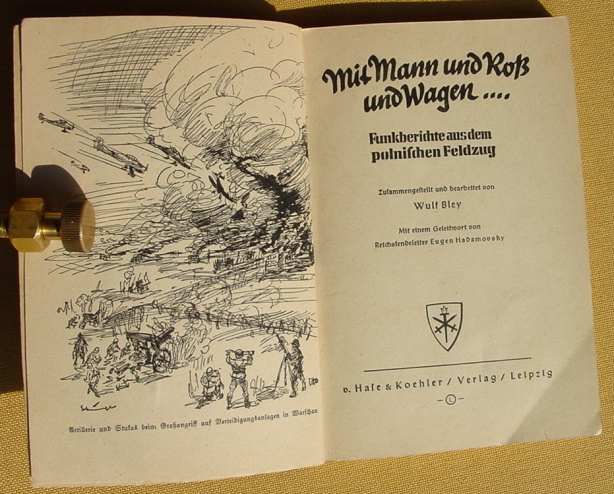 Artillerie und Stukas beim Großangriff auf Verteidigungsanlagen in Warschau
Mit Mann und Roß
und Wagen ....
Funkberichte aus dem
polnischen Feldzug
Zusammengestellt und bearbeitet von
Wulf Bley
Mit einem Geleitwort von
Reichssendeleiter Eugen Hadamovsky
v. Hase & Koehler / Verlag / Leipzig